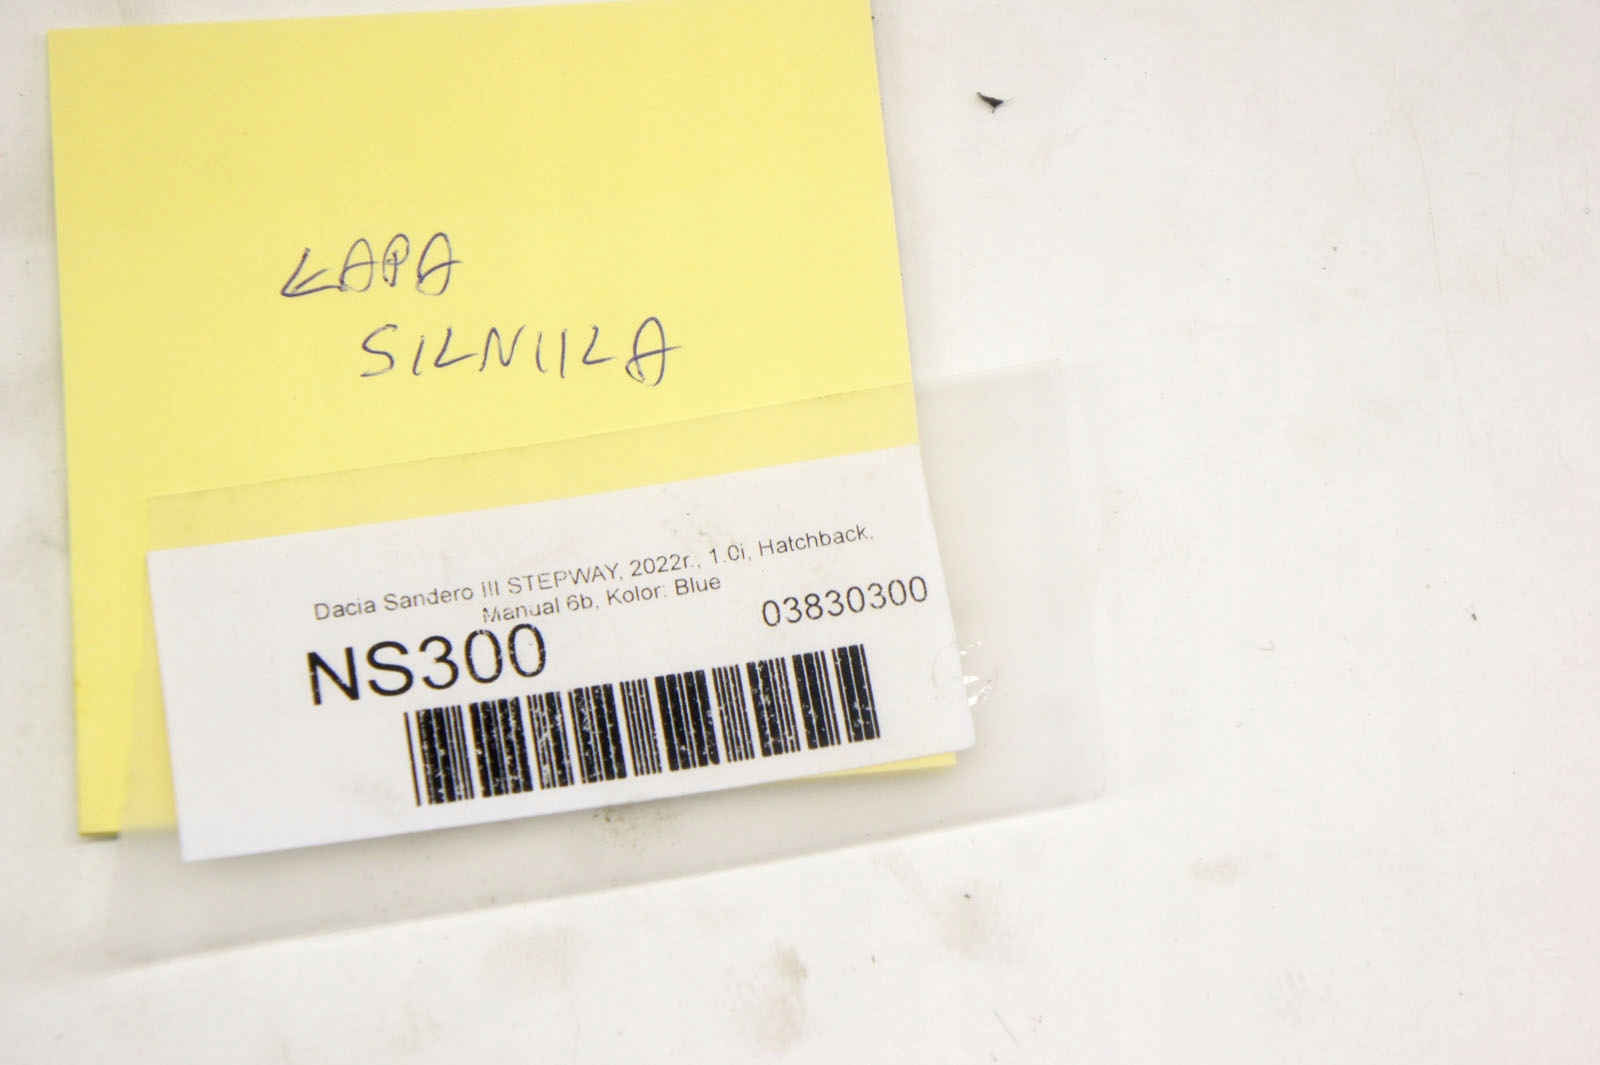 ŁAPA
SILNIKA
Dacia Sandero III STEPWAY, 2022r., 1.0i, Hatchback,
Manual 6b, Kolor: Blue
NS300
03830300